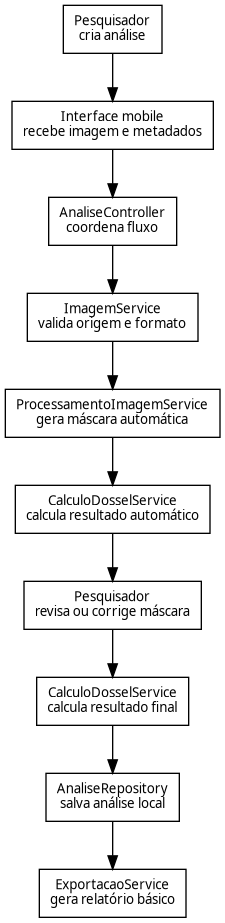 Pesquisador
cria análise
Interface mobile
recebe imagem e metadados
AnaliseController
coordena fluxo
ImagemService
valida origem e formato
ProcessamentoImagemService
gera máscara automática
CalculoDosselService
calcula resultado automático
Pesquisador
revisa ou corrige máscara
CalculoDosselService
calcula resultado final
AnaliseRepository
salva análise local
ExportacaoService
gera relatório básico